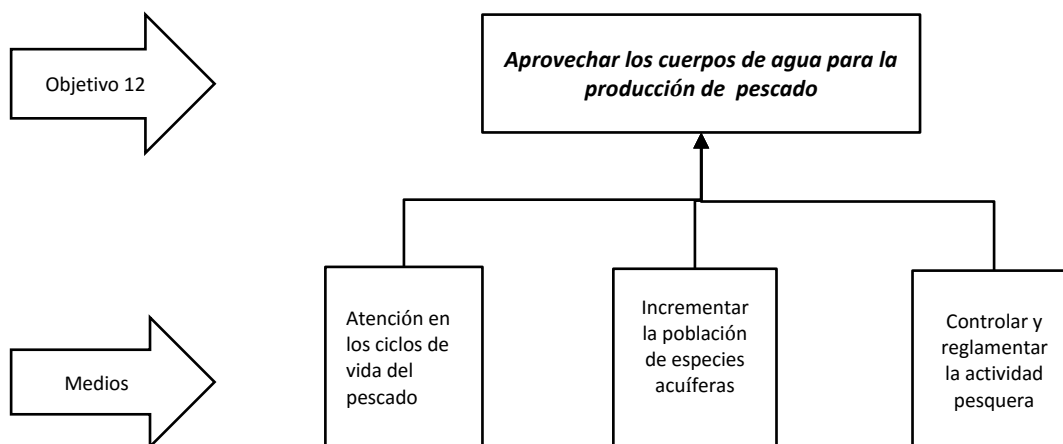 Objetivo 12
Aprovechar los cuerpos de agua para la
producción de pescado
Medios
Atención en
los ciclos de
vida del
pescado
Incrementar
la población
de especies
acuíferas
Controlar y
reglamentar
la actividad
pesquera